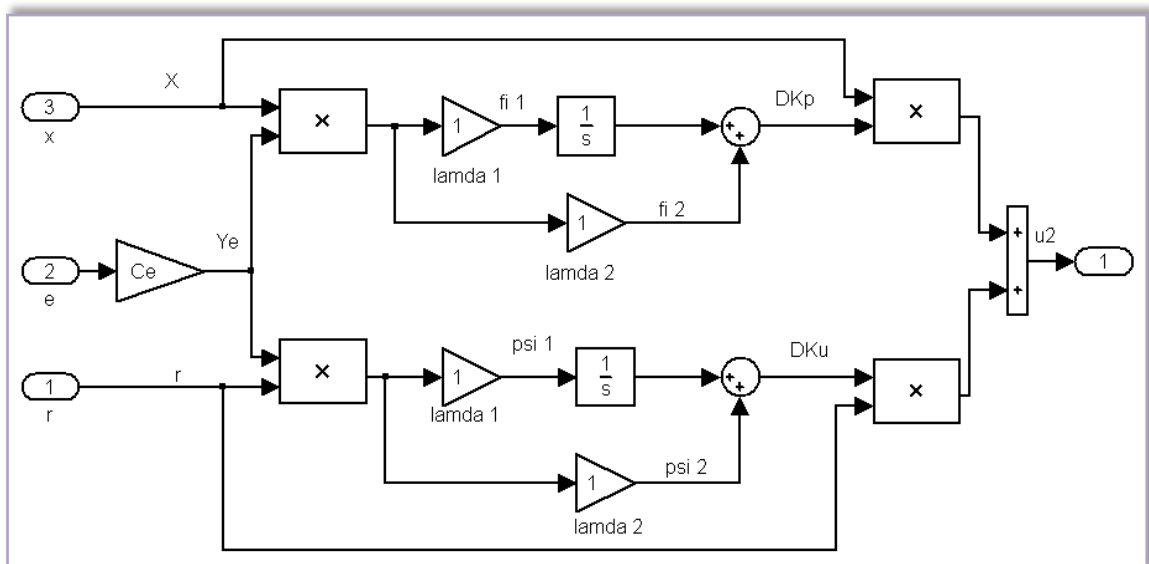 X
3
x
×
1
fi 1
lamda 1
1
s
+
+
DKp
×
1
fi 2
lamda 2
Ye
2
e
Ce
+
+
u2
1
1
r
r
×
psi 1
1
lamda 1
1
s
+
+
DKu
×
1
psi 2
lamda 2